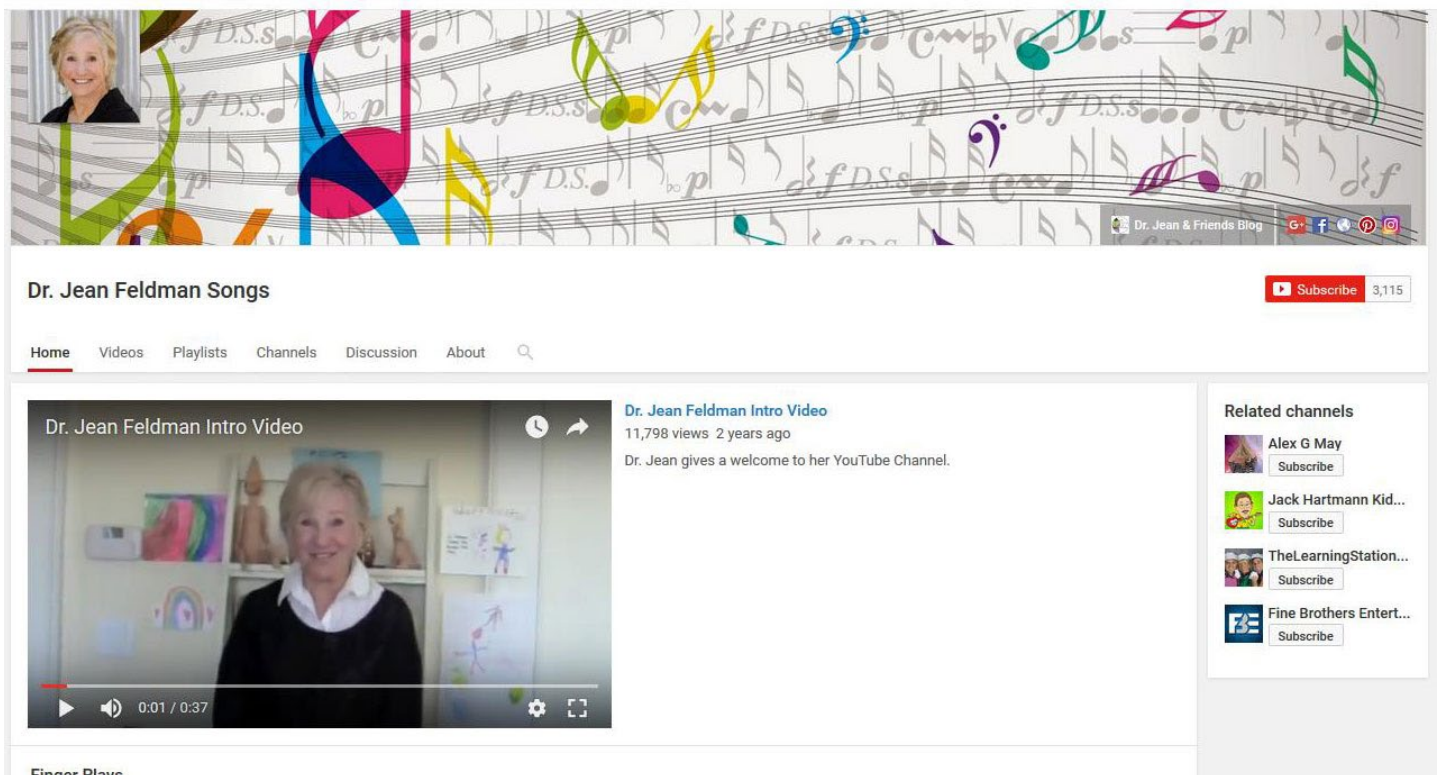 Dr. Jean & Friends Blog
Dr. Jean Feldman Songs
Subscribe 3,115
Home Videos Playlists Channels Discussion About
Dr. Jean Feldman Intro Video
0:01 / 0:37
Dr. Jean Feldman Intro Video
11,798 views 2 years ago
Dr. Jean gives a welcome to her YouTube Channel.
Related channels
Alex G May
Subscribe
Jack Hartmann Kid...
Subscribe
TheLearningStation...
Subscribe
Fine Brothers Entert...
Subscribe
Finger Plays